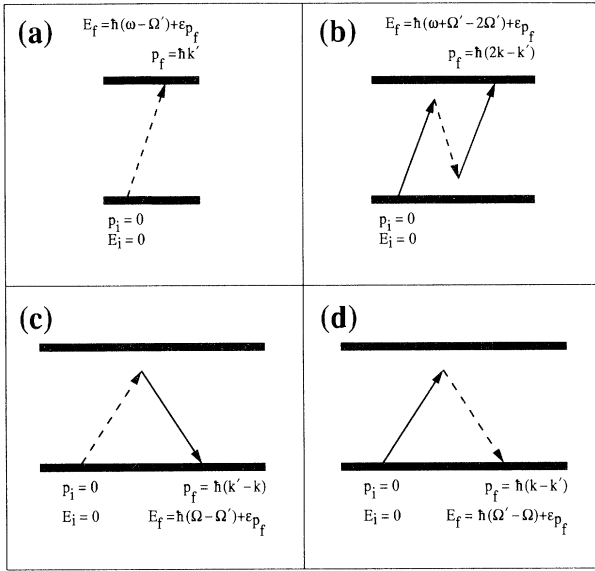 (a)
E_f = ħ(ω−Ω′)+ε_{p_f}
p_f = ħk′
p_i = 0
E_i = 0
(b)
E_f = ħ(ω+Ω′−2Ω′)+ε_{p_f}
p_f = ħ(2k−k′)
p_i = 0
E_i = 0
(c)
p_i = 0 p_f = ħ(k′−k)
E_i = 0 E_f = ħ(Ω−Ω′)+ε_{p_f}
(d)
p_i = 0 p_f = ħ(k−k′)
E_i = 0 E_f = ħ(Ω′−Ω)+ε_{p_f}